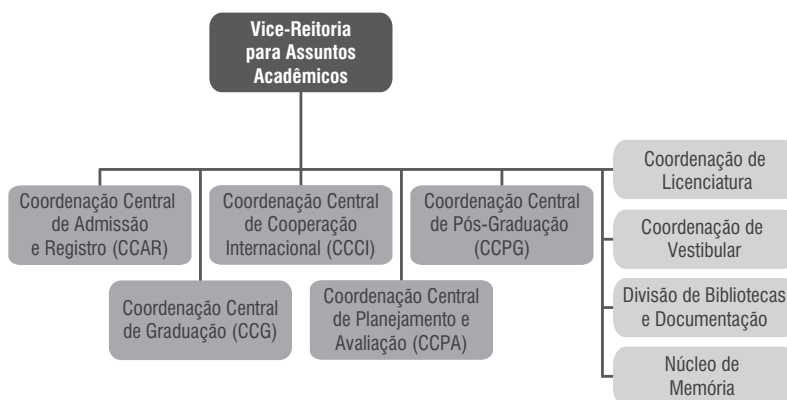 Vice-Reitoria
para Assuntos
Acadêmicos
Coordenação Central
de Admissão
e Registro (CCAR)
Coordenação Central
de Cooperação
Internacional (CCCI)
Coordenação Central
de Pós-Graduação
(CCPG)
Coordenação Central
de Graduação (CCG)
Coordenação Central
de Planejamento e
Avaliação (CCPA)
Coordenação de
Licenciatura
Coordenação de
Vestibular
Divisão de Bibliotecas
e Documentação
Núcleo de
Memória